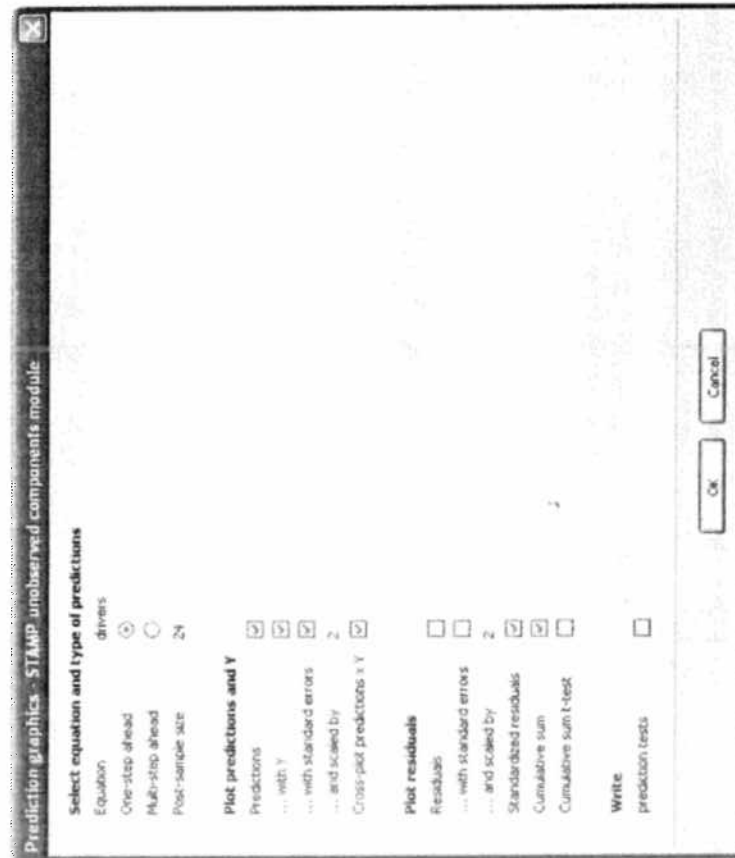 Prediction graphics - STAMP unobserved components module
Select equation and type of predictions
Equation drivers
One-step ahead
Multi-step ahead
Post-sample size 24
Plot predictions and Y
Predictions
... with Y
... with standard errors
... and scaled by 2
Cross-plot predictions x Y
Plot residuals
Residuals
... with standard errors
... and scaled by 2
Standardized residuals
Cumulative sum
Cumulative sum t-test
Write
prediction tests
OK Cancel